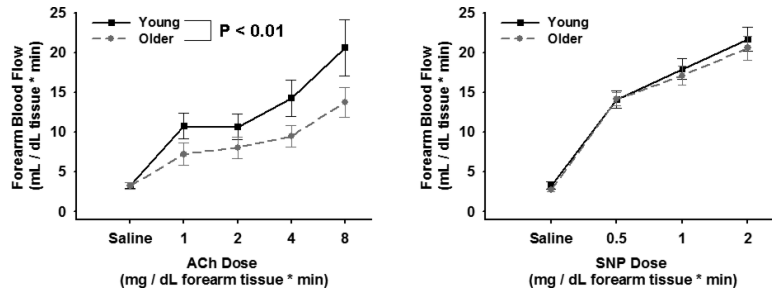 Young
Older
P < 0.01
25
20
15
10
5
0
Forearm Blood Flow
(mL / dL tissue * min)
Saline 1 2 4 8
ACh Dose
(mg / dL forearm tissue * min)
Young
Older
25
20
15
10
5
0
Forearm Blood Flow
(mL / dL tissue * min)
Saline 0.5 1 2
SNP Dose
(mg / dL forearm tissue * min)